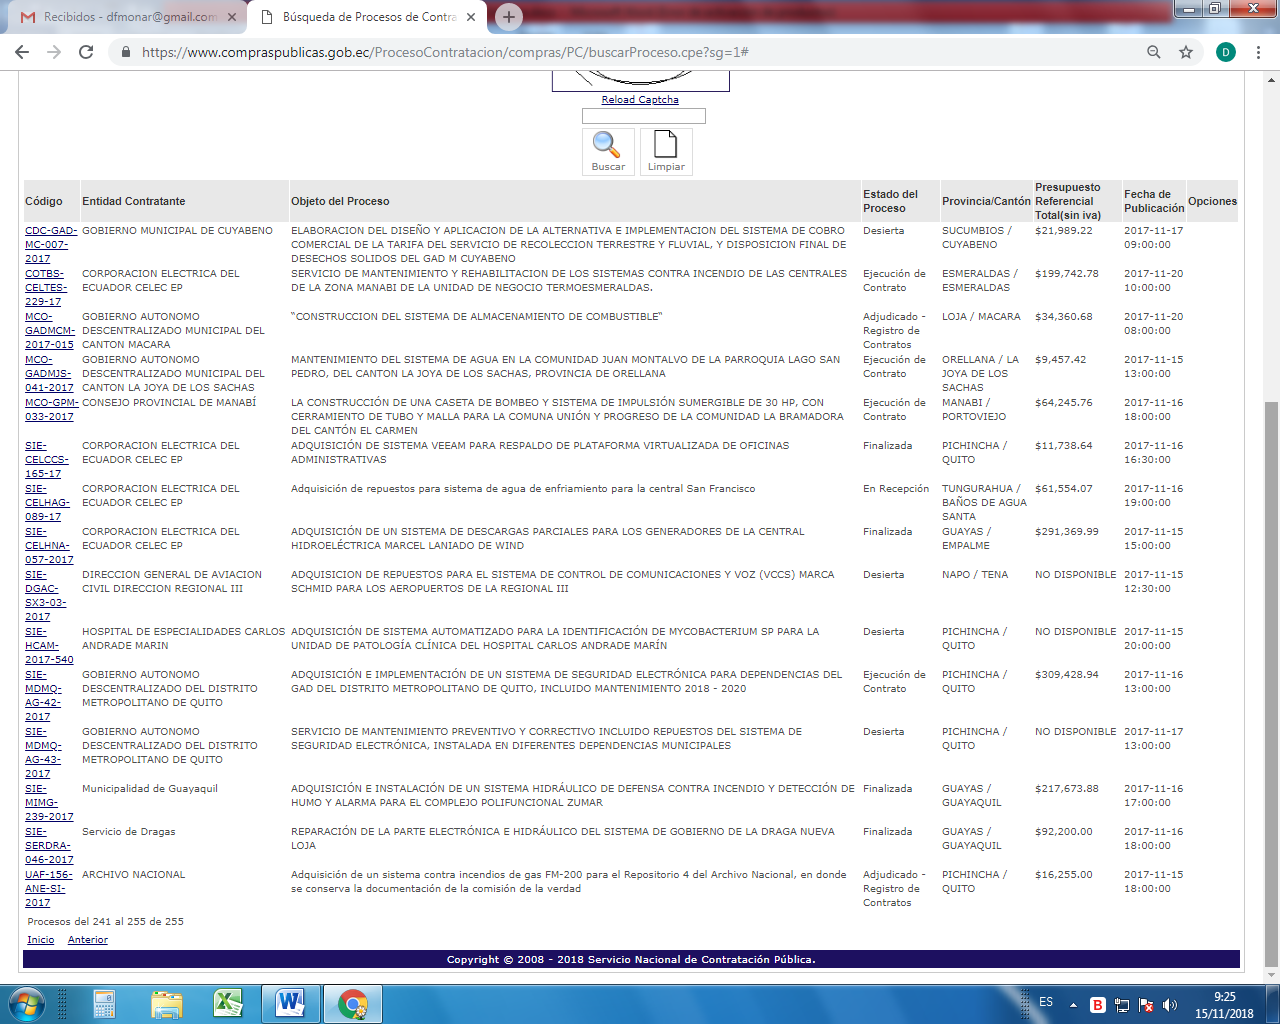 Recibidos - dfmonar@gmail.com
Búsqueda de Procesos de Contra
https://www.compraspublicas.gob.ec/ProcesoContratacion/compras/PC/buscarProceso.cpe?sg=1#
D
Reload Captcha
Buscar
Limpiar
Código Entidad Contratante Objeto del Proceso Estado del Proceso Provincia/Cantón Presupuesto Referencial Total(sin iva) Fecha de Publicación Opciones
CDC-GAD- GOBIERNO MUNICIPAL DE CUYABENO ELABORACION DEL DISEÑO Y APLICACION DE LA ALTERNATIVA E IMPLEMENTACION DEL SISTEMA DE COBRO Desierta SUCUMBIOS / $21,989.22 2017-11-17
MC-007- COMERCIAL DE LA TARIFA DEL SERVICIO DE RECOLECCION TERRESTRE Y FLUVIAL, Y DISPOSICION FINAL DE CUYABENO 09:00:00
2017 DESECHOS SOLIDOS DEL GAD M CUYABENO
COTBS- CORPORACION ELECTRICA DEL SERVICIO DE MANTENIMIENTO Y REHABILITACION DE LOS SISTEMAS CONTRA INCENDIO DE LAS CENTRALES Ejecución de ESMERALDAS / $199,742.78 2017-11-20
CELTES- ECUADOR CELEC EP DE LA ZONA MANABI DE LA UNIDAD DE NEGOCIO TERMOESMERALDAS. Contrato ESMERALDAS 10:00:00
229-17
MCO- GOBIERNO AUTONOMO "CONSTRUCCION DEL SISTEMA DE ALMACENAMIENTO DE COMBUSTIBLE" Adjudicado - LOJA / MACARA $34,360.68 2017-11-20
GADMCM- DESCENTRALIZADO MUNICIPAL DEL Registro de 08:00:00
2017-015 CANTON MACARA Contratos
MCO- GOBIERNO AUTONOMO MANTENIMIENTO DEL SISTEMA DE AGUA EN LA COMUNIDAD JUAN MONTALVO DE LA PARROQUIA LAGO SAN Ejecución de ORELLANA / LA $9,457.42 2017-11-15
GADMJS- DESCENTRALIZADO MUNICIPAL DEL PEDRO, DEL CANTON LA JOYA DE LOS SACHAS, PROVINCIA DE ORELLANA Contrato JOYA DE LOS 13:00:00
041-2017 CANTON LA JOYA DE LOS SACHAS SACHAS
MCO-GPM- CONSEJO PROVINCIAL DE MANABÍ LA CONSTRUCCIÓN DE UNA CASETA DE BOMBEO Y SISTEMA DE IMPULSIÓN SUMERGIBLE DE 30 HP, CON Ejecución de MANABI / $64,245.76 2017-11-16
033-2017 CERRAMIENTO DE TUBO Y MALLA PARA LA COMUNA UNIÓN Y PROGRESO DE LA COMUNIDAD LA BRAMADORA Contrato PORTOVIEJO 18:00:00
DEL CANTÓN EL CARMEN
SIE- CORPORACION ELECTRICA DEL ADQUISICIÓN DE SISTEMA VEEAM PARA RESPALDO DE PLATAFORMA VIRTUALIZADA DE OFICINAS Finalizada PICHINCHA / $11,738.64 2017-11-16
CELCCS- ECUADOR CELEC EP ADMINISTRATIVAS QUITO 16:30:00
165-17
SIE- CORPORACION ELECTRICA DEL Adquisición de repuestos para sistema de agua de enfriamiento para la central San Francisco En Recepción TUNGURAHUA / $61,554.07 2017-11-16
CELHAG- ECUADOR CELEC EP BAÑOS DE AGUA 19:00:00
089-17 SANTA
SIE- CORPORACION ELECTRICA DEL ADQUISICIÓN DE UN SISTEMA DE DESCARGAS PARCIALES PARA LOS GENERADORES DE LA CENTRAL Finalizada GUAYAS / $291,369.99 2017-11-15
CELHNA- ECUADOR CELEC EP HIDROELÉCTRICA MARCEL LANIADO DE WIND EMPALME 15:00:00
057-2017
SIE- DIRECCION GENERAL DE AVIACION ADQUISICION DE REPUESTOS PARA EL SISTEMA DE CONTROL DE COMUNICACIONES Y VOZ (VCCS) MARCA Desierta NAPO / TENA NO DISPONIBLE 2017-11-15
DGAC- CIVIL DIRECCION REGIONAL III SCHMID PARA LOS AEROPUERTOS DE LA REGIONAL III 12:30:00
SX3-03-
2017
SIE- HOSPITAL DE ESPECIALIDADES CARLOS ADQUISICIÓN DE SISTEMA AUTOMATIZADO PARA LA IDENTIFICACIÓN DE MYCOBACTERIUM SP PARA LA Desierta PICHINCHA / NO DISPONIBLE 2017-11-15
HCAM- ANDRADE MARIN UNIDAD DE PATOLOGÍA CLÍNICA DEL HOSPITAL CARLOS ANDRADE MARÍN QUITO 20:00:00
2017-540
SIE- GOBIERNO AUTONOMO ADQUISICIÓN E IMPLEMENTACIÓN DE UN SISTEMA DE SEGURIDAD ELECTRÓNICA PARA DEPENDENCIAS DEL Ejecución de PICHINCHA / $309,428.94 2017-11-16
MDMQ- DESCENTRALIZADO DEL DISTRITO GAD DEL DISTRITO METROPOLITANO DE QUITO, INCLUIDO MANTENIMIENTO 2018 - 2020 Contrato QUITO 13:00:00
AG-42- METROPOLITANO DE QUITO
2017
SIE- GOBIERNO AUTONOMO SERVICIO DE MANTENIMIENTO PREVENTIVO Y CORRECTIVO INCLUIDO REPUESTOS DEL SISTEMA DE Desierta PICHINCHA / NO DISPONIBLE 2017-11-17
MDMQ- DESCENTRALIZADO DEL DISTRITO SEGURIDAD ELECTRÓNICA, INSTALADA EN DIFERENTES DEPENDENCIAS MUNICIPALES QUITO 13:00:00
AG-43- METROPOLITANO DE QUITO
2017
SIE- Municipalidad de Guayaquil ADQUISICIÓN E INSTALACIÓN DE UN SISTEMA HIDRÁULICO DE DEFENSA CONTRA INCENDIO Y DETECCIÓN DE Finalizada GUAYAS / $217,673.88 2017-11-16
MIMG- HUMO Y ALARMA PARA EL COMPLEJO POLIFUNCIONAL ZUMAR GUAYAQUIL 17:00:00
239-2017
SIE- Servicio de Dragas REPARACIÓN DE LA PARTE ELECTRÓNICA E HIDRÁULICO DEL SISTEMA DE GOBIERNO DE LA DRAGA NUEVA Finalizada GUAYAS / $92,200.00 2017-11-16
SERDRA- LOJA GUAYAQUIL 18:00:00
046-2017
UAF-156- ARCHIVO NACIONAL Adquisición de un sistema contra incendios de gas FM-200 para el Repositorio 4 del Archivo Nacional, en donde Adjudicado - PICHINCHA / $16,255.00 2017-11-15
ANE-SI- se conserva la documentación de la comisión de la verdad Registro de QUITO 18:00:00
2017 Contratos
Procesos del 241 al 255 de 255
Inicio Anterior
Copyright © 2008 - 2018 Servicio Nacional de Contratación Pública.
ES
9:25
15/11/2018